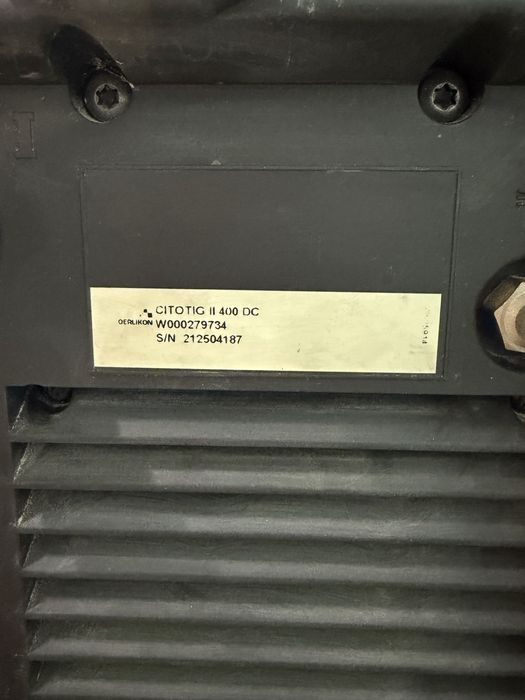 CITOTIG II 400 DC
OERLIKON W000279734
S/N 212504187